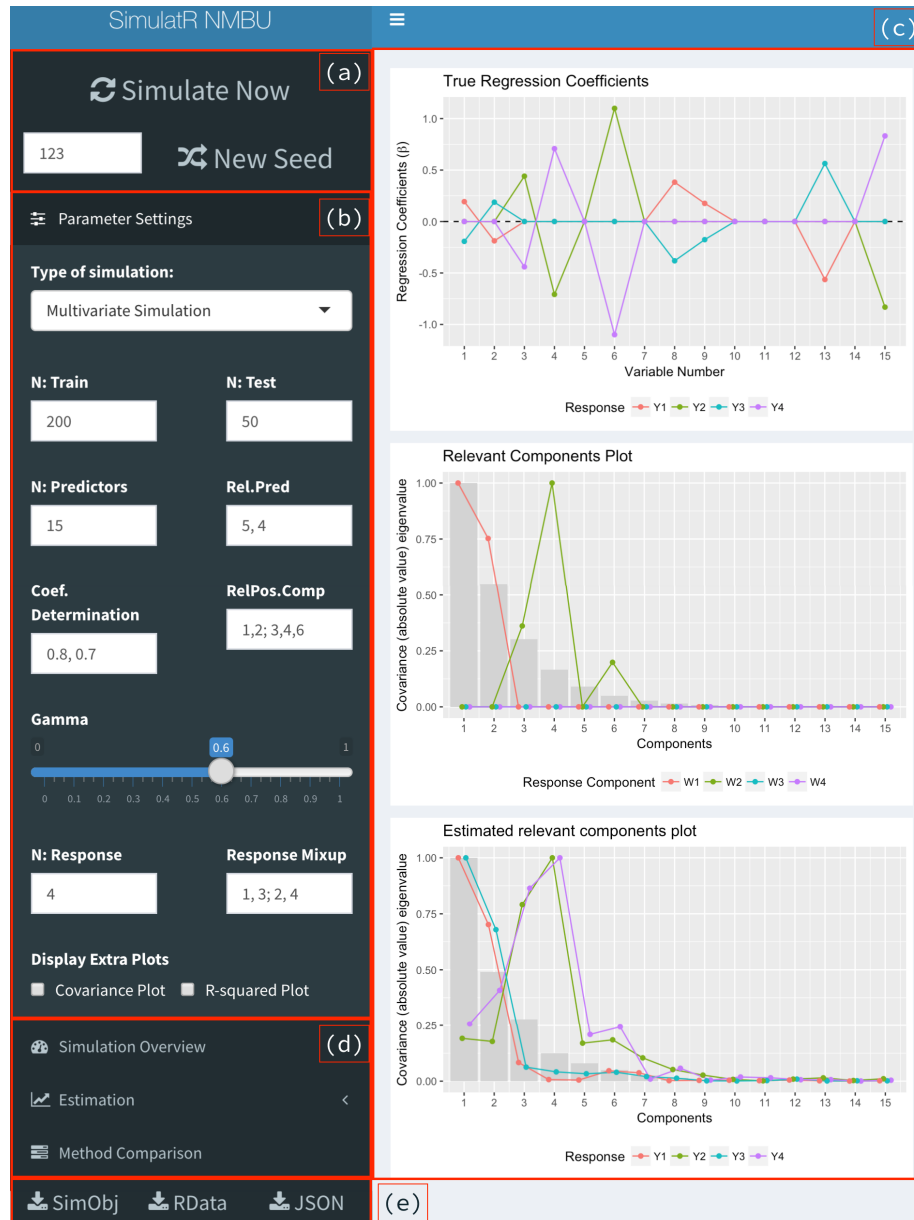 SimulatR NMBU
(a)
Simulate Now
123
New Seed
(b)
Parameter Settings
Type of simulation:
Multivariate Simulation
N: Train
N: Test
200
50
N: Predictors
Rel.Pred
15
5, 4
Coef.
Determination
RelPos.Comp
0.8, 0.7
1,2; 3,4,6
Gamma
0
0.6
1
0 0.1 0.2 0.3 0.4 0.5 0.6 0.7 0.8 0.9 1
N: Response
Response Mixup
4
1, 3; 2, 4
Display Extra Plots
Covariance Plot
R-squared Plot
(d)
Simulation Overview
Estimation
Method Comparison
SimObj
RData
JSON
(e)
(c)
True Regression Coefficients
Regression Coefficients (β)
1.0
0.5
0.0
-0.5
-1.0
1 2 3 4 5 6 7 8 9 10 11 12 13 14 15
Variable Number
Response Y1 Y2 Y3 Y4
Relevant Components Plot
Covariance (absolute value) eigenvalue
1.00
0.75
0.50
0.25
0.00
1 2 3 4 5 6 7 8 9 10 11 12 13 14 15
Components
Response Component W1 W2 W3 W4
Estimated relevant components plot
Covariance (absolute value) eigenvalue
1.00
0.75
0.50
0.25
0.00
1 2 3 4 5 6 7 8 9 10 11 12 13 14 15
Components
Response Y1 Y2 Y3 Y4